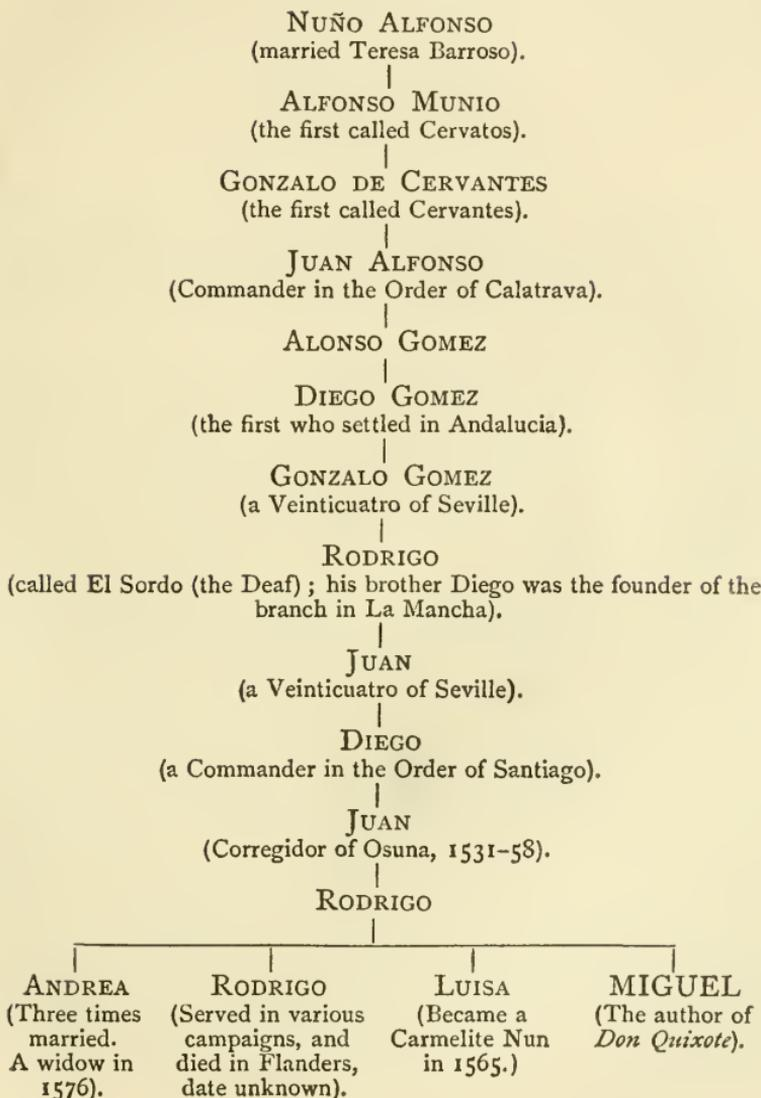 NUÑO ALFONSO
(married Teresa Barroso).
ALFONSO MUNIO
(the first called Cervatos).
GONZALO DE CERVANTES
(the first called Cervantes).
JUAN ALFONSO
(Commander in the Order of Calatrava).
ALONSO GOMEZ
DIEGO GOMEZ
(the first who settled in Andalucia).
GONZALO GOMEZ
(a Veinticuatro of Seville).
RODRIGO
(called El Sordo (the Deaf) ; his brother Diego was the founder of the
branch in La Mancha).
JUAN
(a Veinticuatro of Seville).
DIEGO
(a Commander in the Order of Santiago).
JUAN
(Corregidor of Osuna, 1531–58).
RODRIGO
ANDREA
(Three times
married.
A widow in
1576).
RODRIGO
(Served in various
campaigns, and
died in Flanders,
date unknown).
LUISA
(Became a
Carmelite Nun
in 1565.)
MIGUEL
(The author of
Don Quixote).